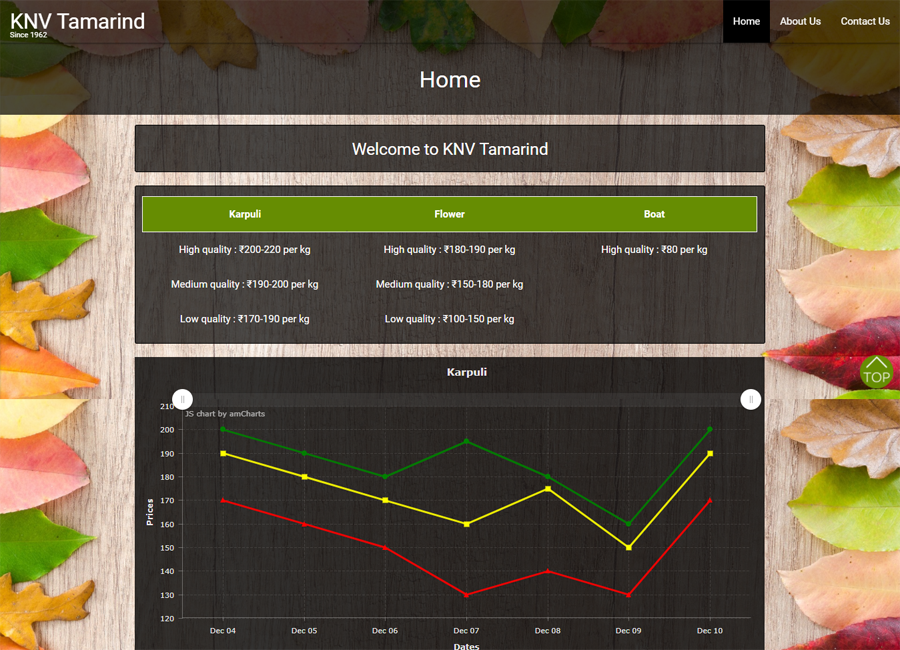 KNV Tamarind
Since 1962
Home About Us Contact Us
Home
Welcome to KNV Tamarind
Karpuli Flower Boat
High quality : ₹200-220 per kg High quality : ₹180-190 per kg High quality : ₹80 per kg
Medium quality : ₹190-200 per kg Medium quality : ₹150-180 per kg
Low quality : ₹170-190 per kg Low quality : ₹100-150 per kg
TOP
Karpuli
JS chart by amCharts
210
200
190
180
170
160
150
140
130
120
Prices
Dec 04 Dec 05 Dec 06 Dec 07 Dec 08 Dec 09 Dec 10
Dates